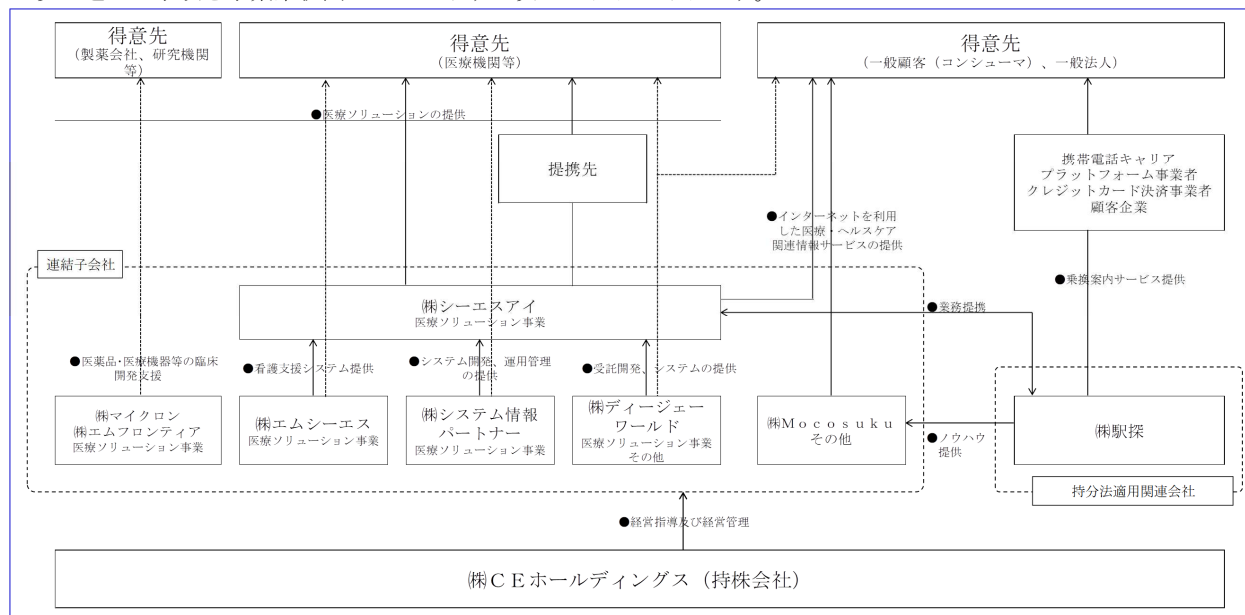 得意先
(製薬会社、研究機関
等)
得意先
(医療機関等)
得意先
(一般顧客(コンシューマ)、一般法人)
●医療ソリューションの提供
提携先
携帯電話キャリア
プラットフォーム事業者
クレジットカード決済事業者
顧客企業
●インターネットを利用
した医療・ヘルスケア
関連情報サービスの提供
連結子会社
●乗換案内サービス提供
㈱シーエスアイ
医療ソリューション事業
●業務提携
●医薬品・医療機器等の臨床
開発支援
●看護支援システム提供
●システム開発、運用管理
の提供
●受託開発、システムの提供
㈱マイクロン
㈱エムフロンティア
医療ソリューション事業
㈱エムシーエス
医療ソリューション事業
㈱システム情報
パートナー
医療ソリューション事業
㈱ディージェー
ワールド
医療ソリューション事業
その他
㈱Ｍｏｃｏｓｕｋｕ
その他
●ノウハウ
提供
㈱駅探
持分法適用関連会社
●経営指導及び経営管理
㈱ＣＥホールディングス(持株会社)